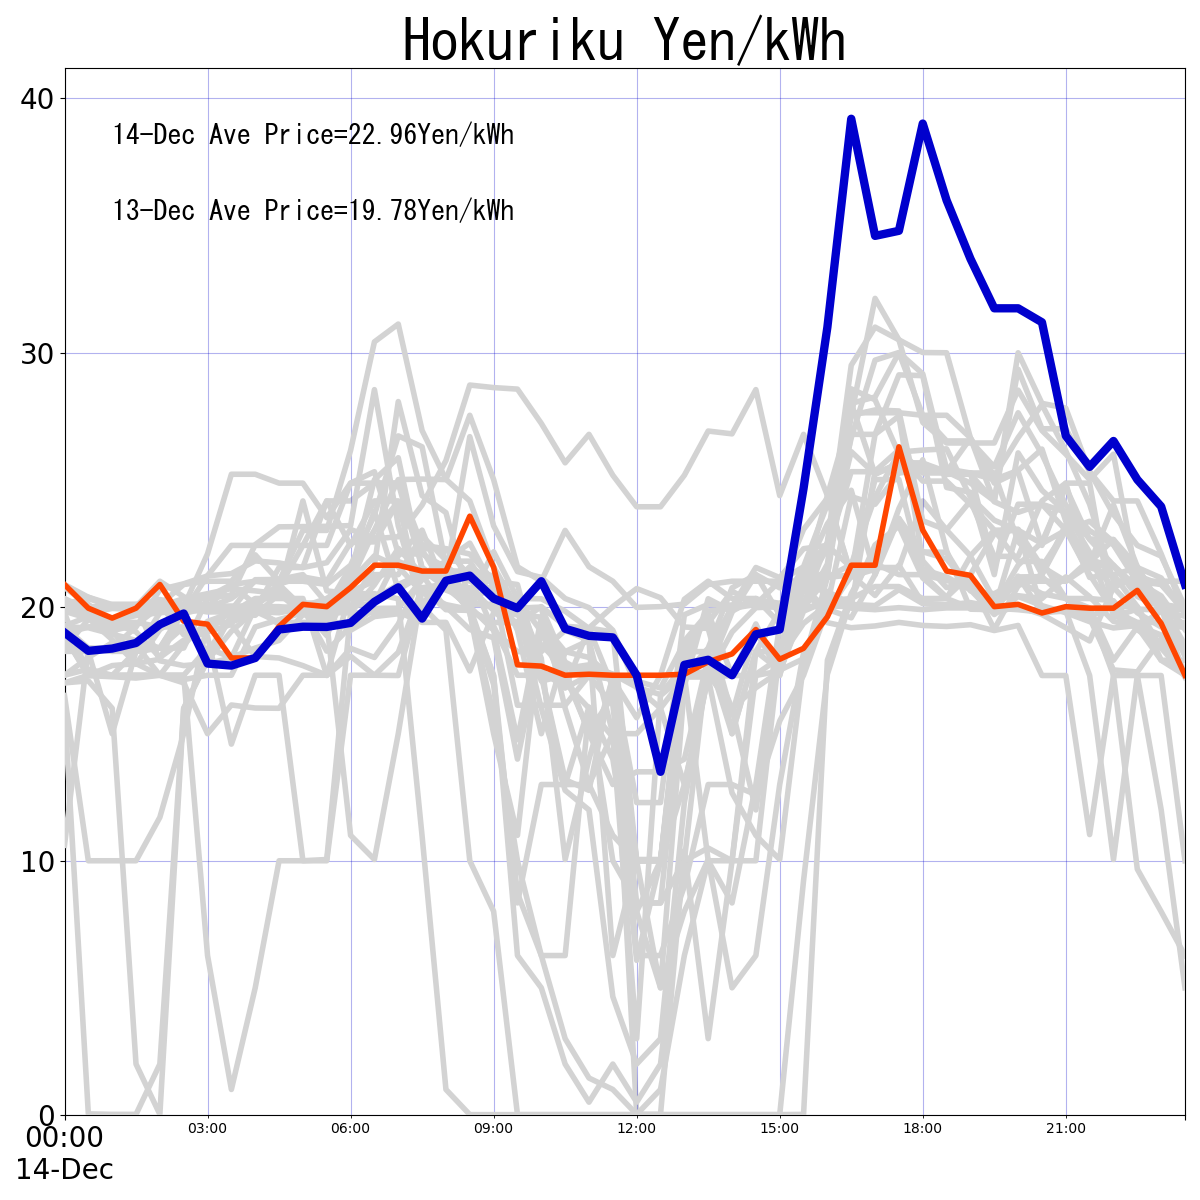 Hokuriku Yen/kWh
40
14-Dec Ave Price=22.96Yen/kWh
13-Dec Ave Price=19.78Yen/kWh
30
20
10
0
00:00 03:00 06:00 09:00 12:00 15:00 18:00 21:00
14-Dec